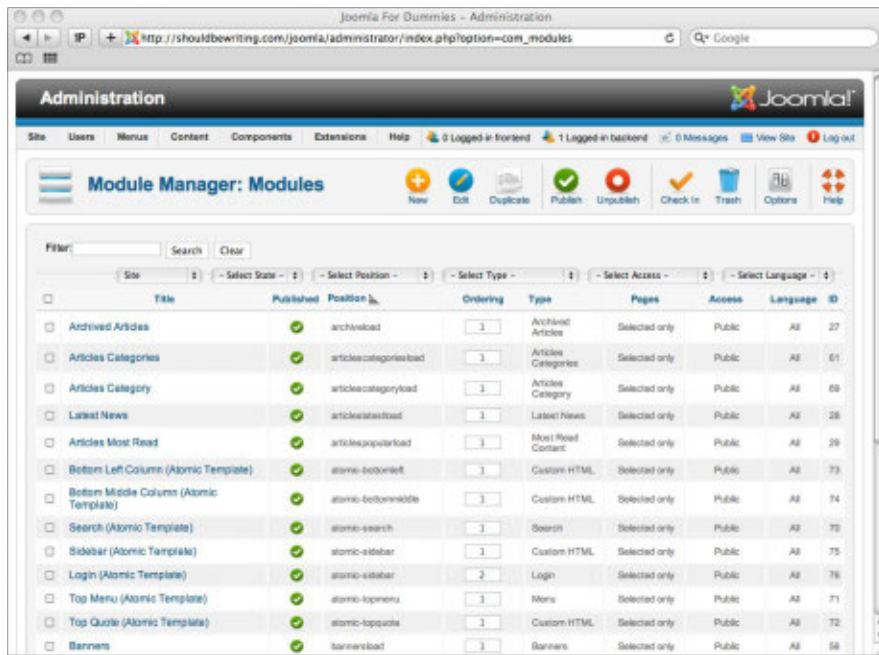 Joomla For Dummies – Administration
1P + http://shouldbewriting.com/joomla/administrator/index.php?option=com_modules C Q Google
Administration Joomla!
Site Users Menus Content Components Extensions Help 0 Logged-in frontend 1 Logged-in backend 0 Messages View Site Log out
Module Manager: Modules
New Edit Duplicate Publish Unpublish Check In Trash Options Help
Filter: Search Clear
Site - Select State - - Select Position - - Select Type - - Select Access - - Select Language -
Title Published Position Ordering Type Pages Access Language ID
Archived Articles archiveload 1 Archived Articles Selected only Public All 27
Articles Categories articlescategoriesload 1 Articles Categories Selected only Public All 61
Articles Category articlescategoryload 1 Articles Category Selected only Public All 69
Latest News articleslatestload 1 Latest News Selected only Public All 28
Articles Most Read articlespopularload 1 Most Read Content Selected only Public All 29
Bottom Left Column (Atomic Template) atomic-bottomleft 1 Custom HTML Selected only Public All 73
Bottom Middle Column (Atomic Template) atomic-bottommiddle 1 Custom HTML Selected only Public All 74
Search (Atomic Template) atomic-search 1 Search Selected only Public All 70
Sidebar (Atomic Template) atomic-sidebar 1 Custom HTML Selected only Public All 75
Login (Atomic Template) atomic-sidebar 2 Login Selected only Public All 76
Top Menu (Atomic Template) atomic-topmenu 1 Menu Selected only Public All 71
Top Quote (Atomic Template) atomic-topquote 1 Custom HTML Selected only Public All 72
Banners bannersload 1 Banners Selected only Public All 56